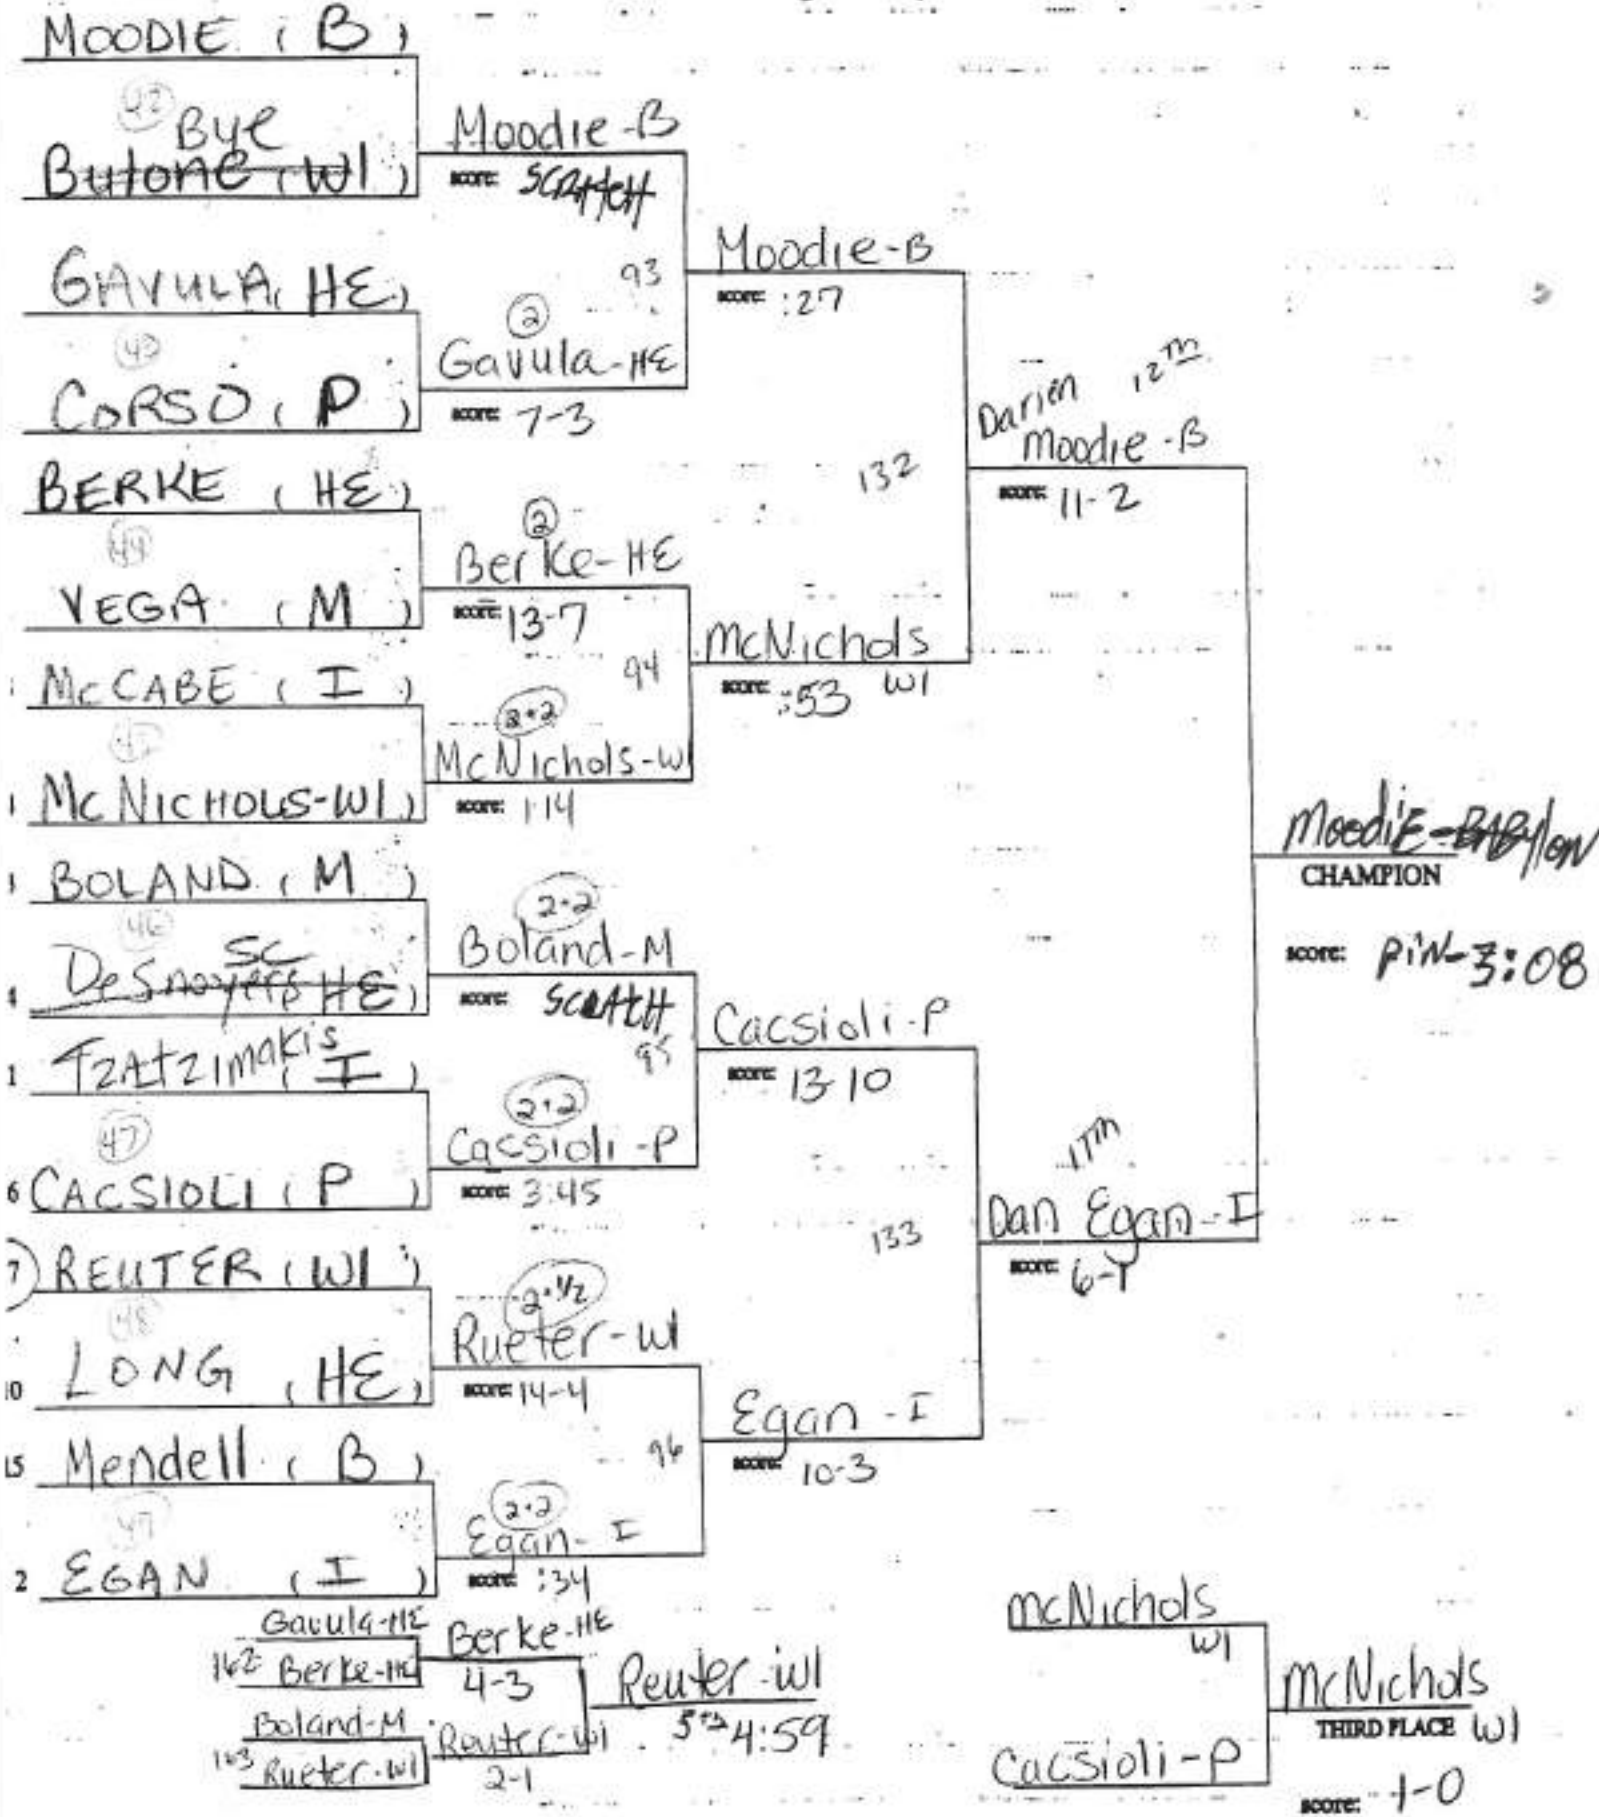 MOODIE (B)
Bye
Butone (WI)
Moodie-B
score: SCRATCH
GAVULA (HE)
43
CORSO (P)
2
Gavula-HE
score: 7-3
93
Moodie-B
score: :27
BERKE (HE)
44
VEGA (M)
2
Berke-HE
score: 13-7
McCABE (I)
McNICHOLS-WI)
2+2
McNichols-WI
score: 1:14
94
McNichols
WI
score: :53
132
Darien 12TH
Moodie-B
score: 11-2
BOLAND (M)
46
SC
DeSnoyers HE)
2+2
Boland-M
score: SCRATCH
1 Tzatzimakis
(I)
47
6 CACSIOLI (P)
2+2
Cacsioli-P
score: 3:45
95
Cacsioli-P
score: 13-10
7 REUTER (WI)
48
10 LONG (HE)
2+1/2
Rueter-WI
score: 14-4
15 Mendell (B)
2 EGAN (I)
2+2
Egan-I
score: :34
96
Egan-I
score: 10-3
133
11TH
Dan Egan-I
score:
MoodiE-BABylON
CHAMPION
score: PiN-3:08
Gavula-HE
162 Berke-HE
Berke-HE
4-3
Boland-M
163 Rueter-WI
Reuter-WI
2-1
Reuter-WI
4:59
McNichols
WI
Cacsioli-P
McNichols
THIRD PLACE WI
score: 1-0